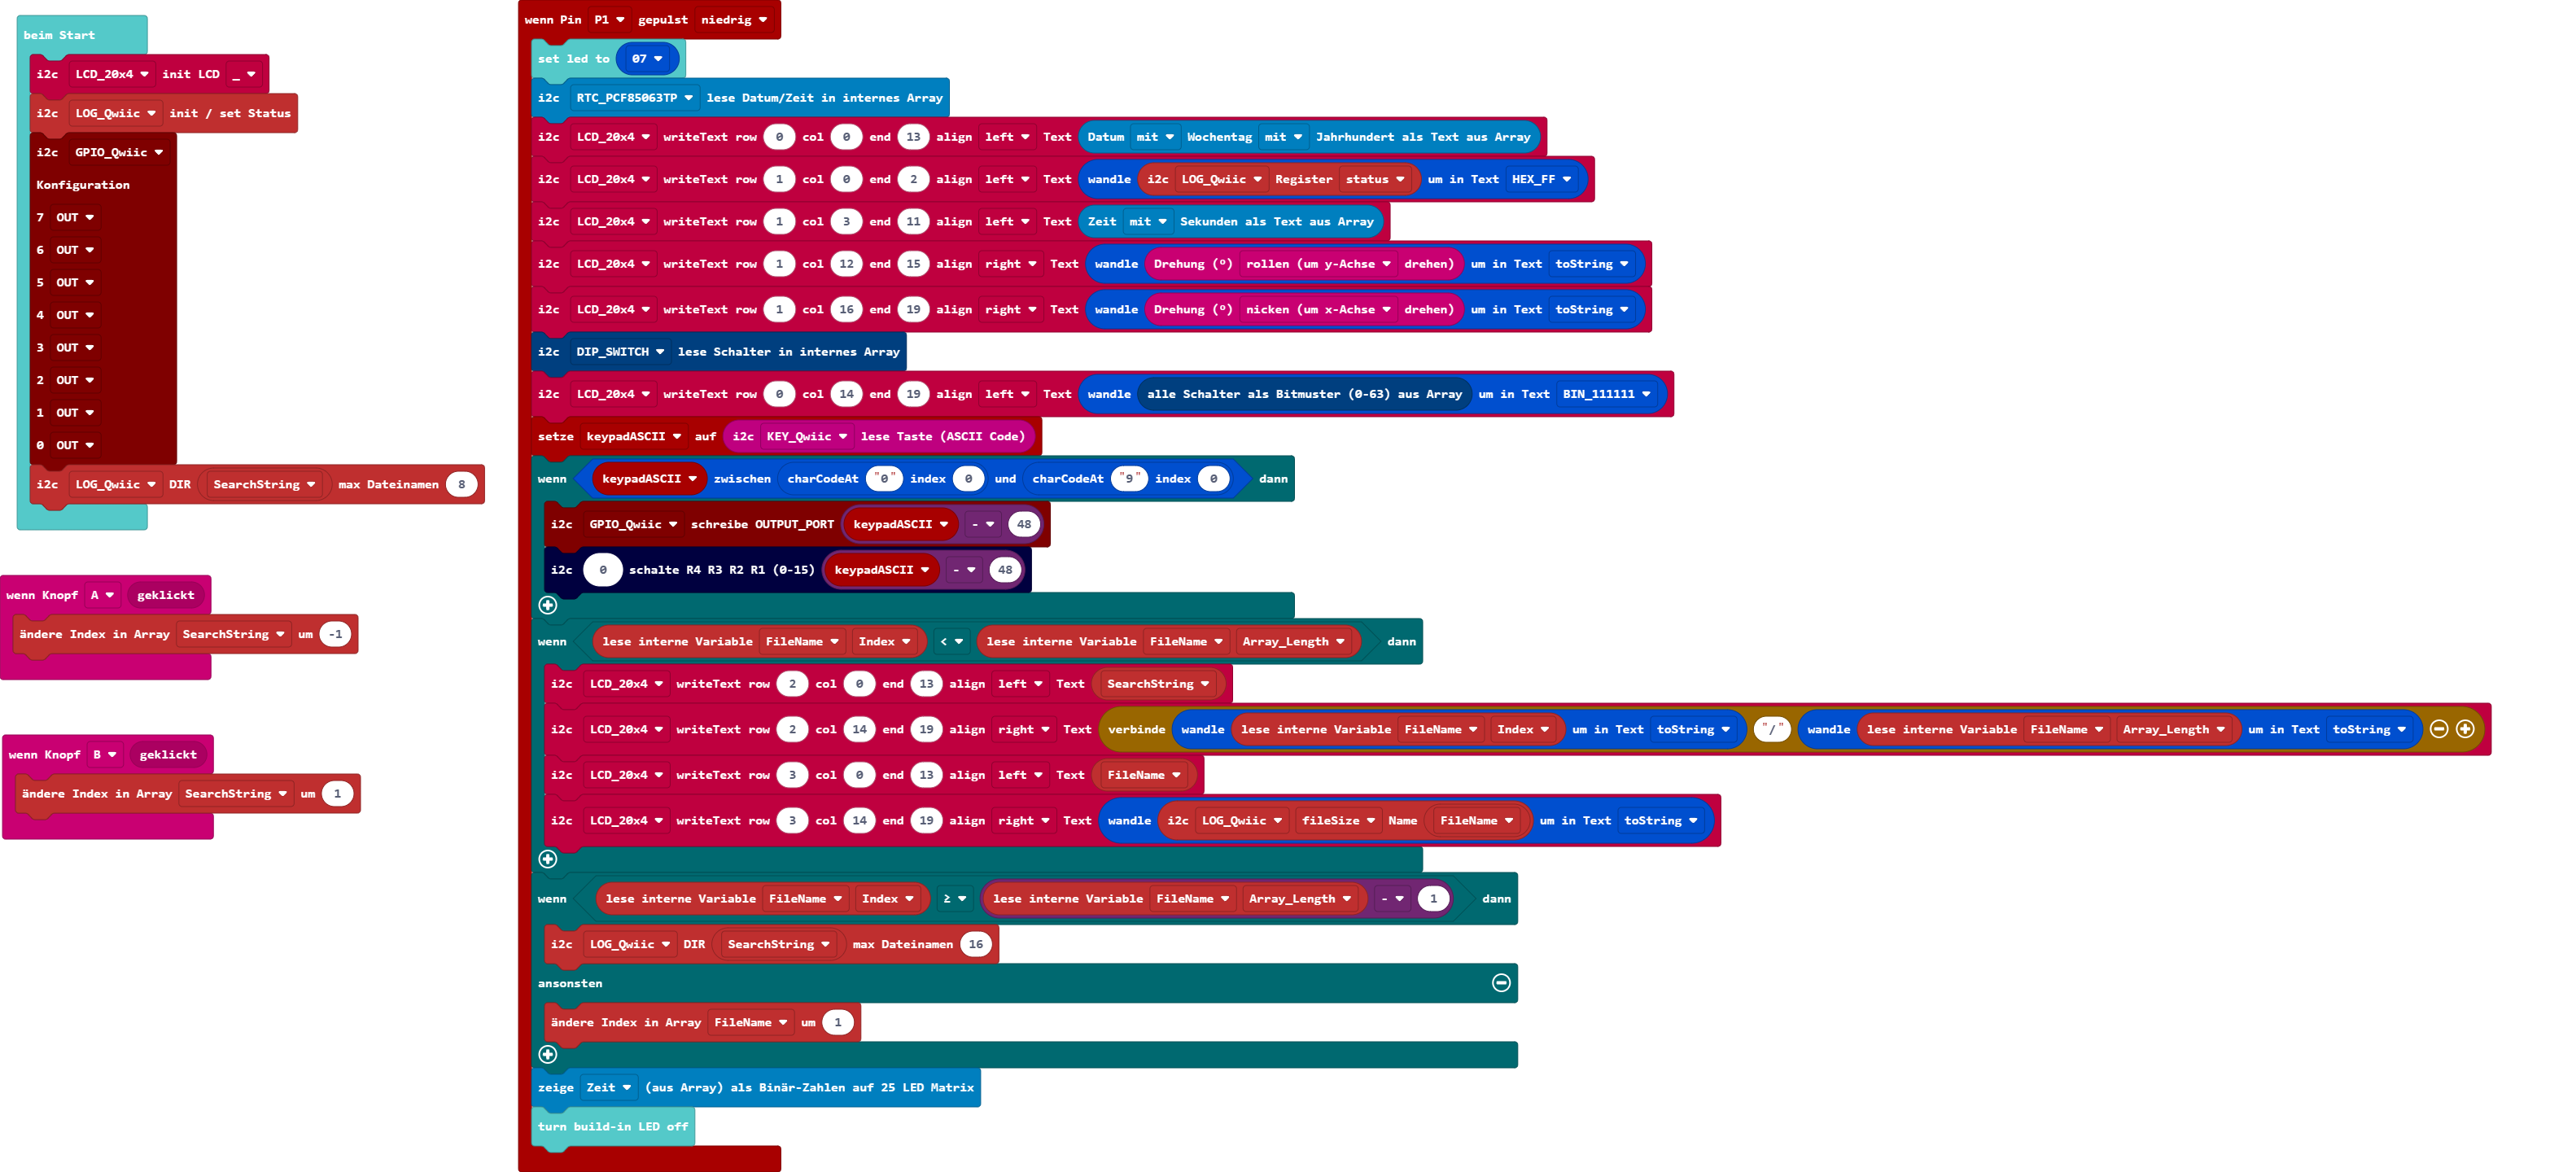 beim Start
i2c LCD_20x4 init LCD _
i2c LOG_Qwiic init / set Status
i2c GPIO_Qwiic
Konfiguration
7 OUT
6 OUT
5 OUT
4 OUT
3 OUT
2 OUT
1 OUT
0 OUT
i2c LOG_Qwiic DIR SearchString max Dateinamen 8
wenn Knopf A geklickt
ändere Index in Array SearchString um -1
wenn Knopf B geklickt
ändere Index in Array SearchString um 1
wenn Pin P1 gepulst niedrig
set led to 07
i2c RTC_PCF85063TP lese Datum/Zeit in internes Array
i2c LCD_20x4 writeText row 0 col 0 end 13 align left Text Datum mit Wochentag mit Jahrhundert als Text aus Array
i2c LCD_20x4 writeText row 1 col 0 end 2 align left Text wandle i2c LOG_Qwiic Register status um in Text HEX_FF
i2c LCD_20x4 writeText row 1 col 3 end 11 align left Text Zeit mit Sekunden als Text aus Array
i2c LCD_20x4 writeText row 1 col 12 end 15 align right Text wandle Drehung (º) rollen (um y-Achse drehen) um in Text toString
i2c LCD_20x4 writeText row 1 col 16 end 19 align right Text wandle Drehung (º) nicken (um x-Achse drehen) um in Text toString
i2c DIP_SWITCH lese Schalter in internes Array
i2c LCD_20x4 writeText row 0 col 14 end 19 align left Text wandle alle Schalter als Bitmuster (0-63) aus Array um in Text BIN_111111
setze keypadASCII auf i2c KEY_Qwiic lese Taste (ASCII Code)
wenn keypadASCII zwischen charCodeAt "0" index 0 und charCodeAt "9" index 0 dann
i2c GPIO_Qwiic schreibe OUTPUT_PORT keypadASCII - 48
i2c 0 schalte R4 R3 R2 R1 (0-15) keypadASCII - 48
wenn lese interne Variable FileName Index < lese interne Variable FileName Array_Length dann
i2c LCD_20x4 writeText row 2 col 0 end 13 align left Text SearchString
i2c LCD_20x4 writeText row 2 col 14 end 19 align right Text verbinde wandle lese interne Variable FileName Index um in Text toString "/" wandle lese interne Variable FileName Array_Length um in Text toString
i2c LCD_20x4 writeText row 3 col 0 end 13 align left Text FileName
i2c LCD_20x4 writeText row 3 col 14 end 19 align right Text wandle i2c LOG_Qwiic fileSize Name FileName um in Text toString
wenn lese interne Variable FileName Index ≥ lese interne Variable FileName Array_Length - 1 dann
i2c LOG_Qwiic DIR SearchString max Dateinamen 16
ansonsten
ändere Index in Array FileName um 1
zeige Zeit (aus Array) als Binär-Zahlen auf 25 LED Matrix
turn build-in LED off